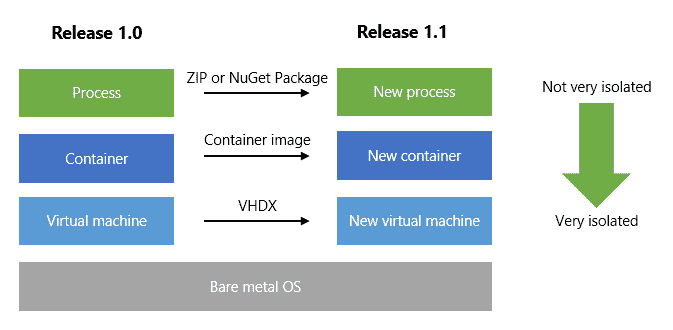 Release 1.0
Release 1.1
Process
ZIP or NuGet Package
New process
Not very isolated
Container
Container image
New container
Virtual machine
VHDX
New virtual machine
Very isolated
Bare metal OS